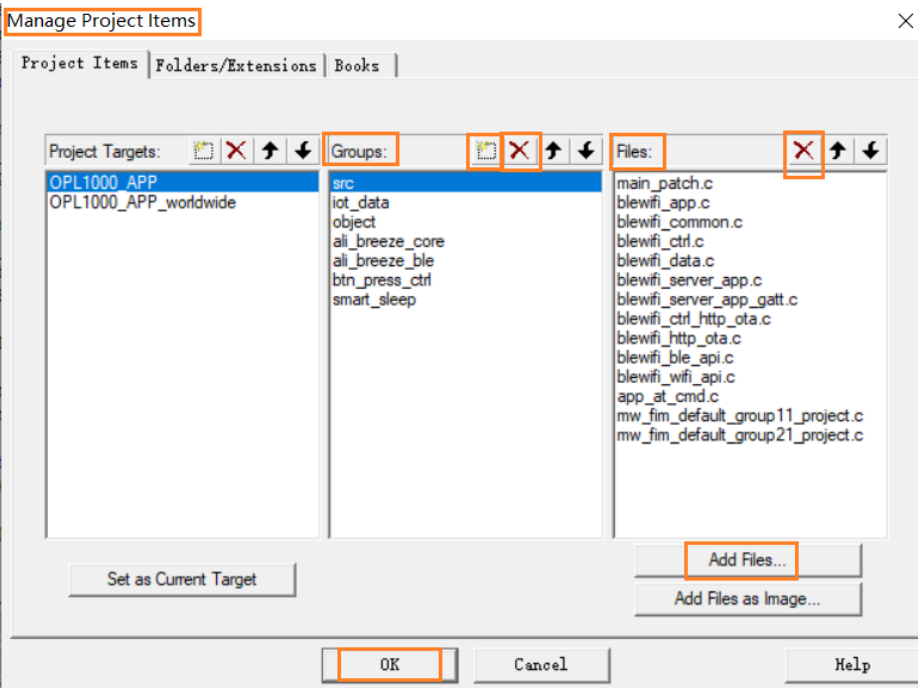 Manage Project Items
Project Items
Folders/Extensions
Books
Project Targets:
Groups:
Files:
OPL1000_APP
OPL1000_APP_worldwide
src
iot_data
object
ali_breeze_core
ali_breeze_ble
btn_press_ctrl
smart_sleep
main_patch.c
blewifi_app.c
blewifi_common.c
blewifi_ctrl.c
blewifi_data.c
blewifi_server_app.c
blewifi_server_app_gatt.c
blewifi_ctrl_http_ota.c
blewifi_http_ota.c
blewifi_ble_api.c
blewifi_wifi_api.c
app_at_cmd.c
mw_fim_default_group11_project.c
mw_fim_default_group21_project.c
Set as Current Target
Add Files...
Add Files as Image...
OK
Cancel
Help